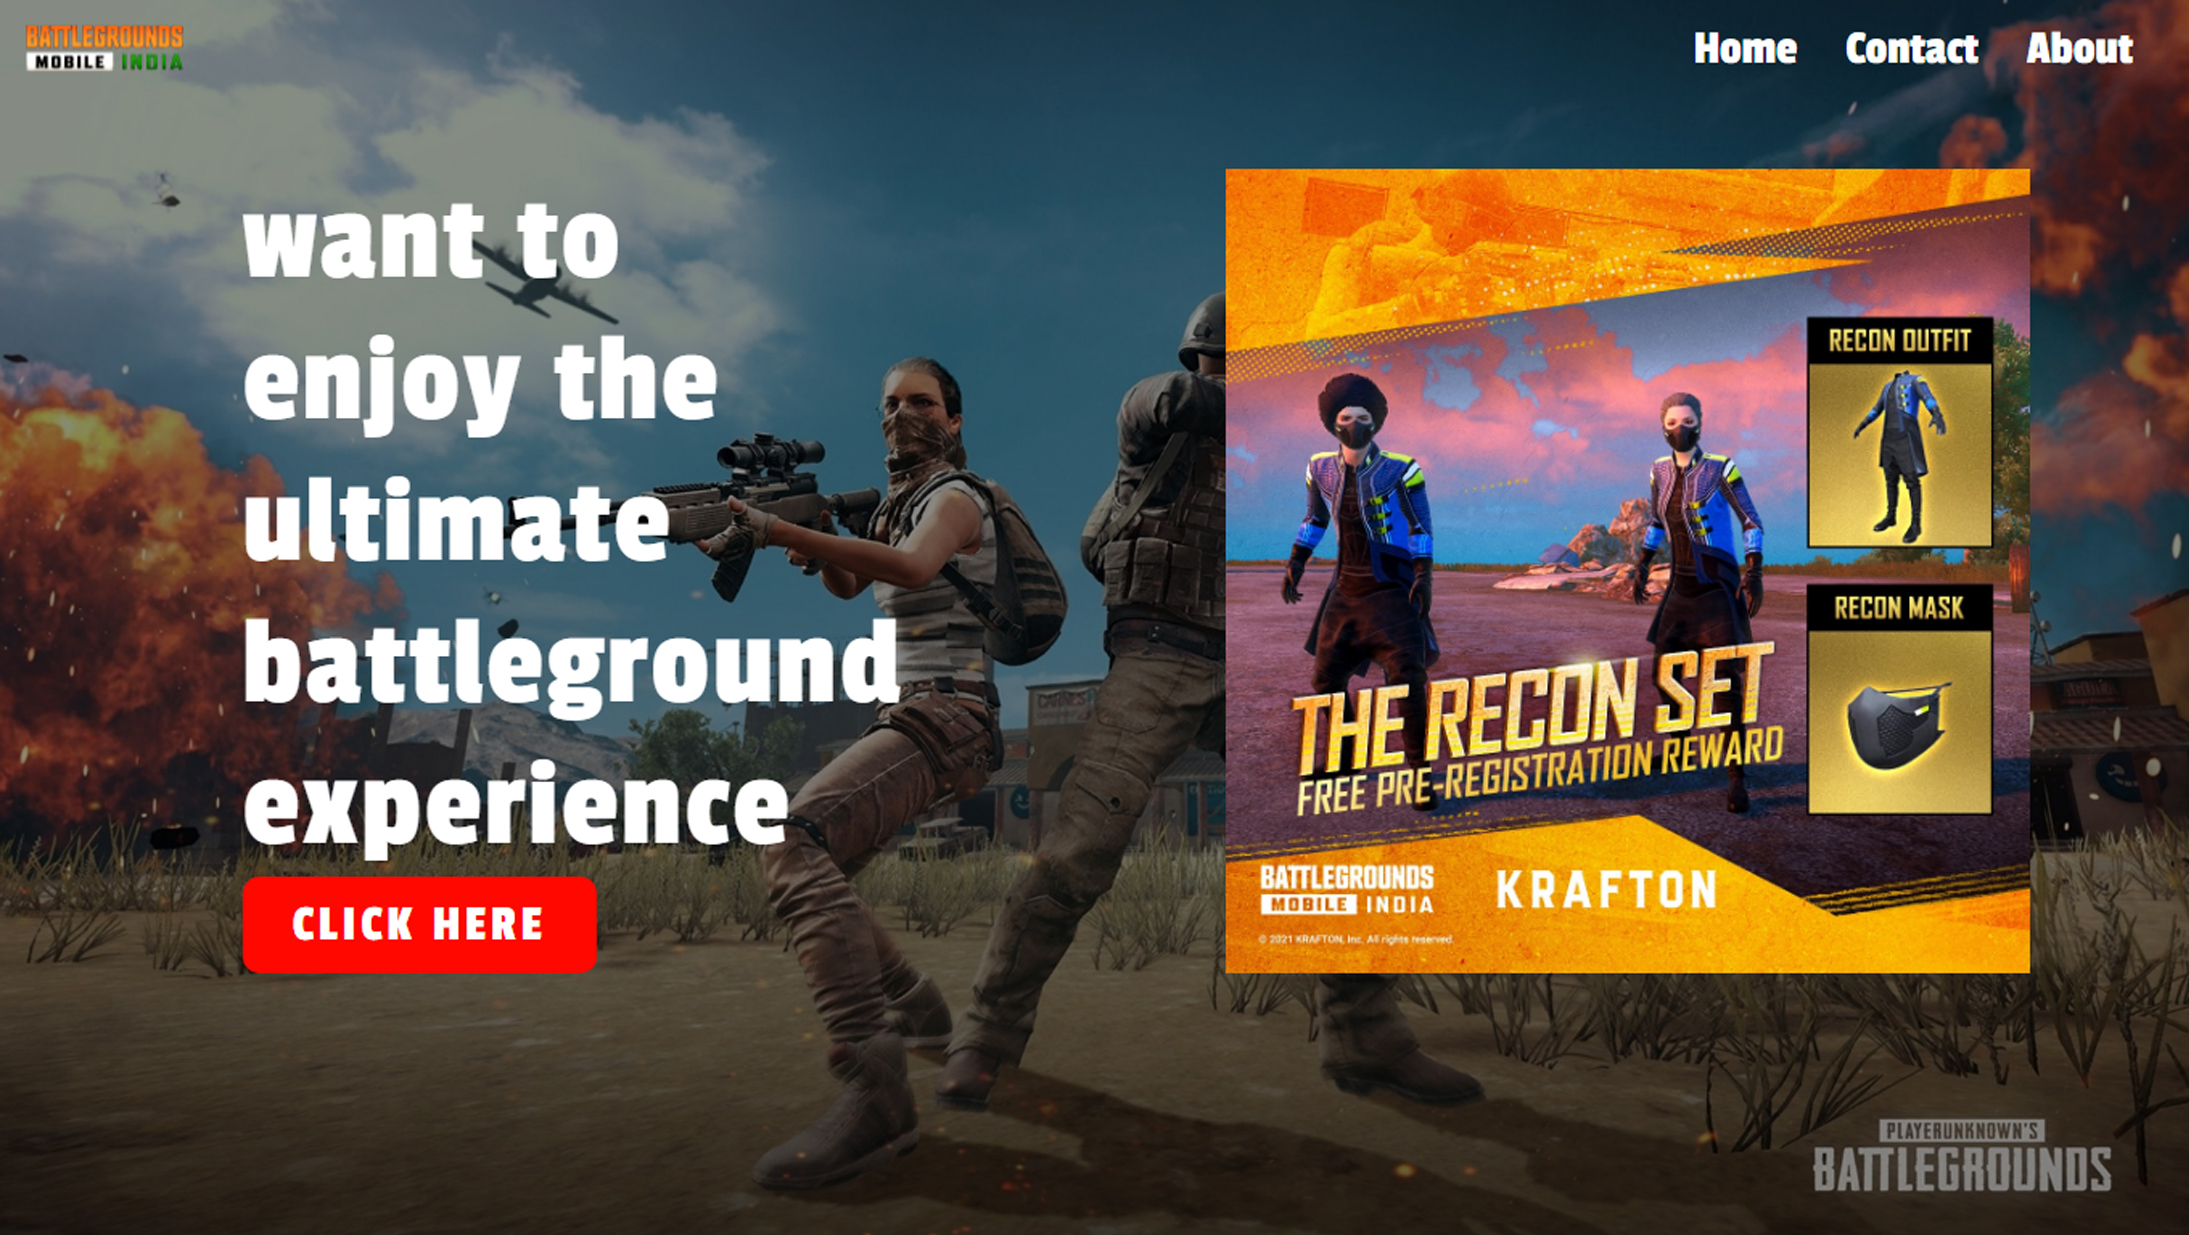 BATTLEGROUNDS
MOBILE INDIA
Home Contact About
want to
enjoy the
ultimate
battleground
experience
CLICK HERE
RECON OUTFIT
RECON MASK
THE RECON SET
FREE PRE-REGISTRATION REWARD
BATTLEGROUNDS
MOBILE INDIA
KRAFTON
© 2021 KRAFTON, Inc. All rights reserved.
PLAYERUNKNOWN'S
BATTLEGROUNDS